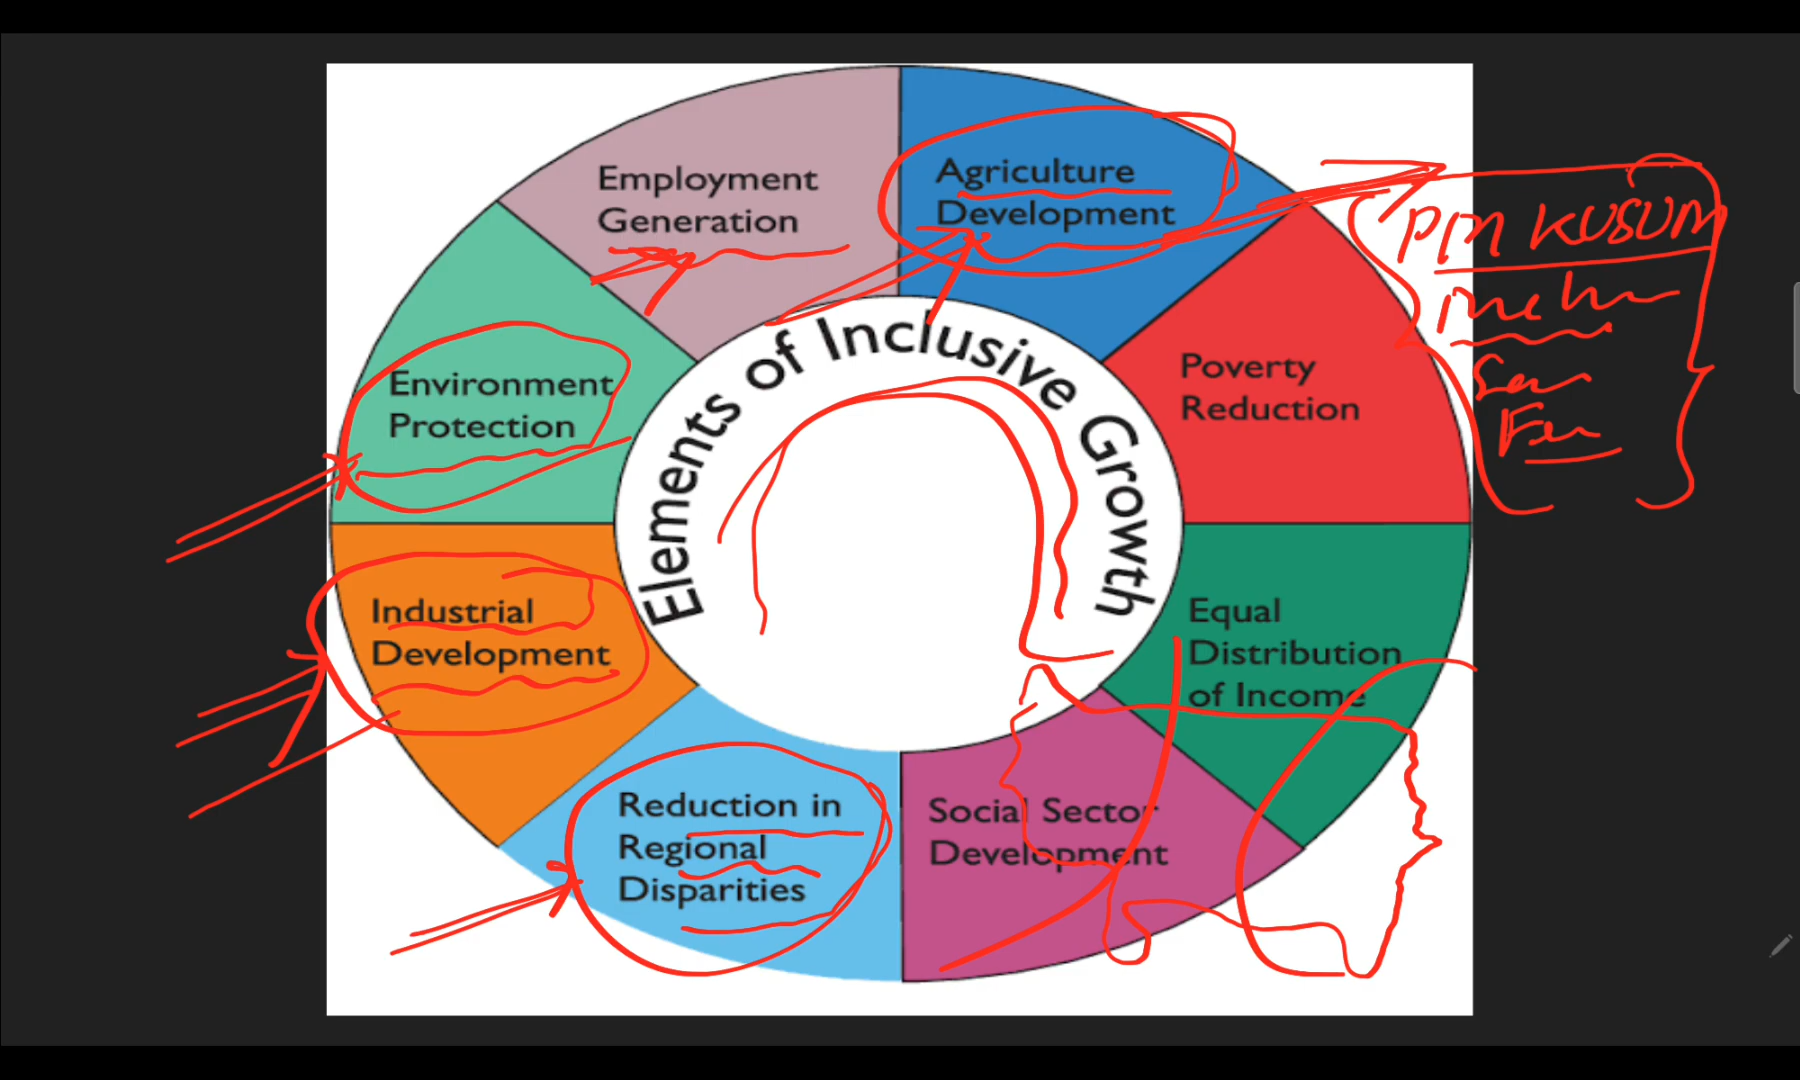 Employment
Generation
Agriculture
Development
PM KUSUM
Poverty
Reduction
Equal
Distribution
of Income
Social Sector
Development
Reduction in
Regional
Disparities
Industrial
Development
Environment
Protection
Elements of Inclusive Growth